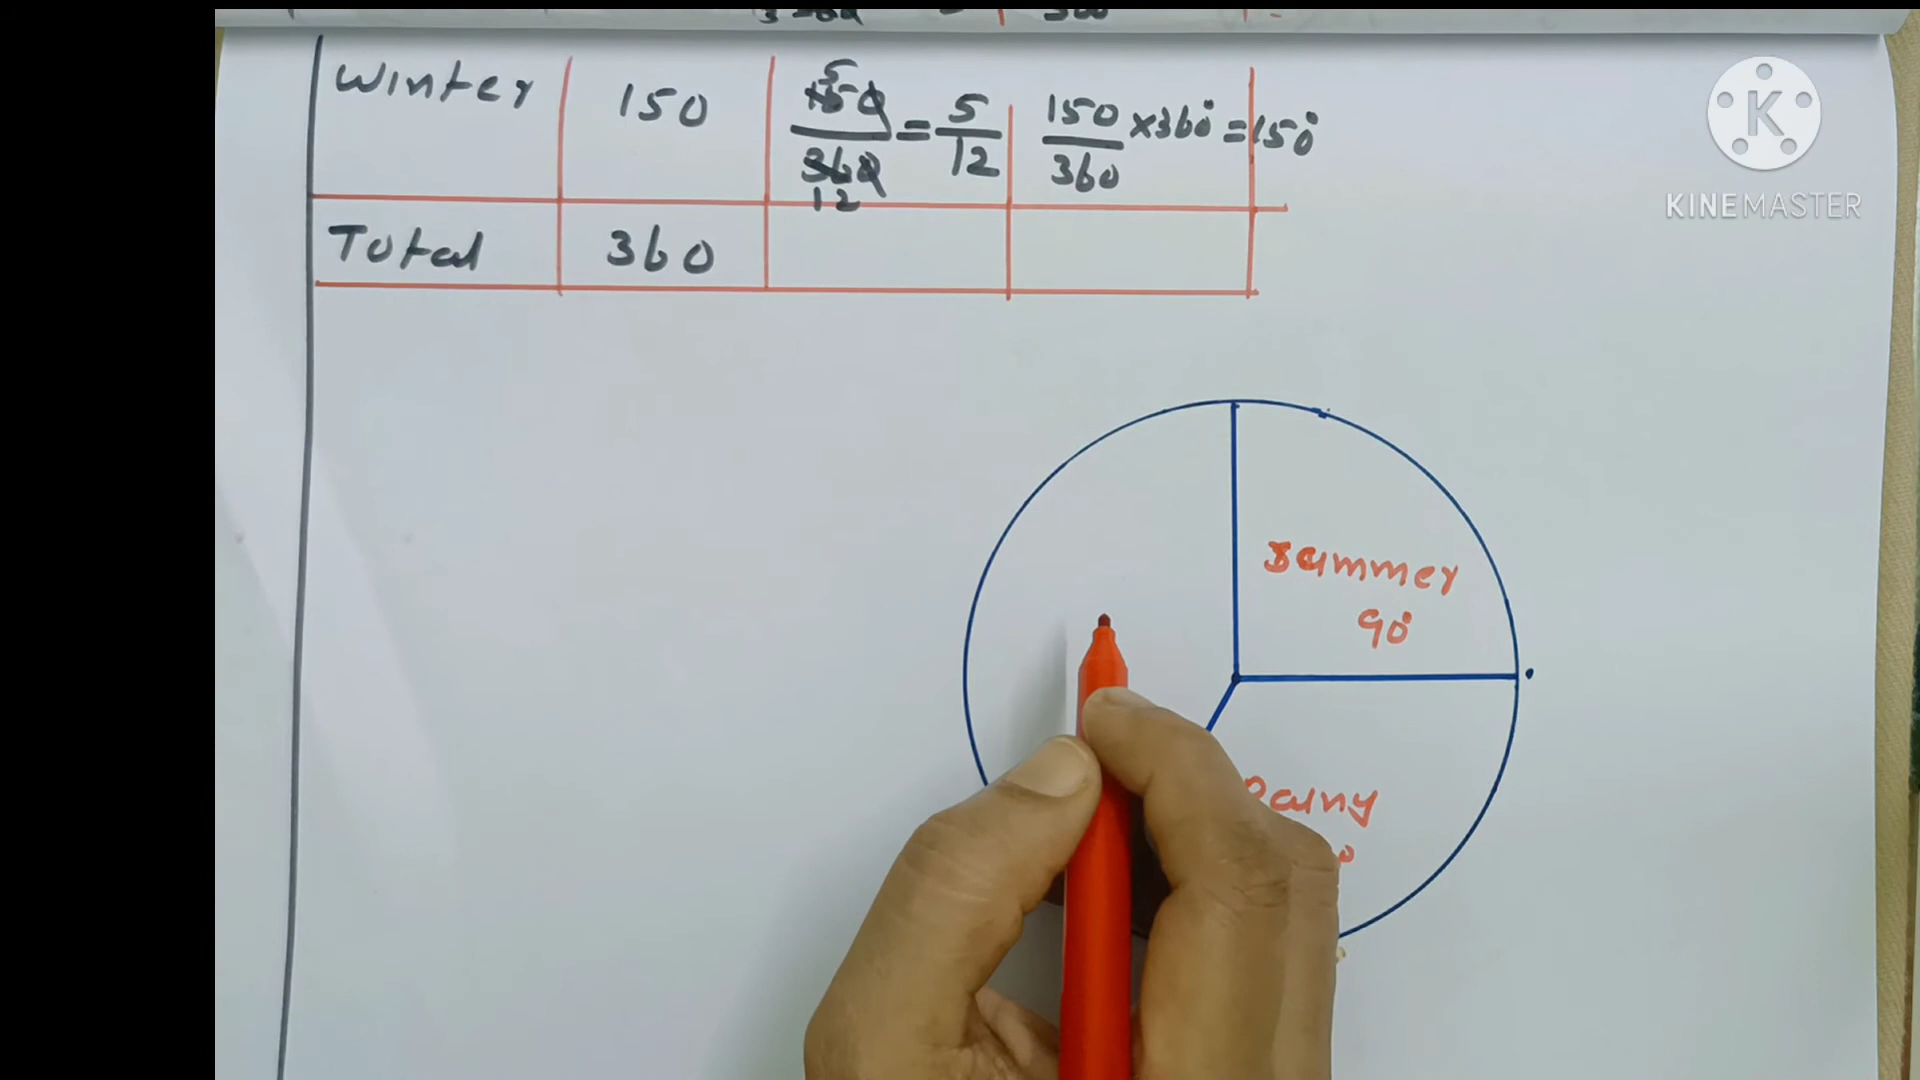 Winter 150 5 150/360 12 = 5/12 150/360 × 360° = 150°
Total 360
Summer
90°
Rainy
KINEMASTER